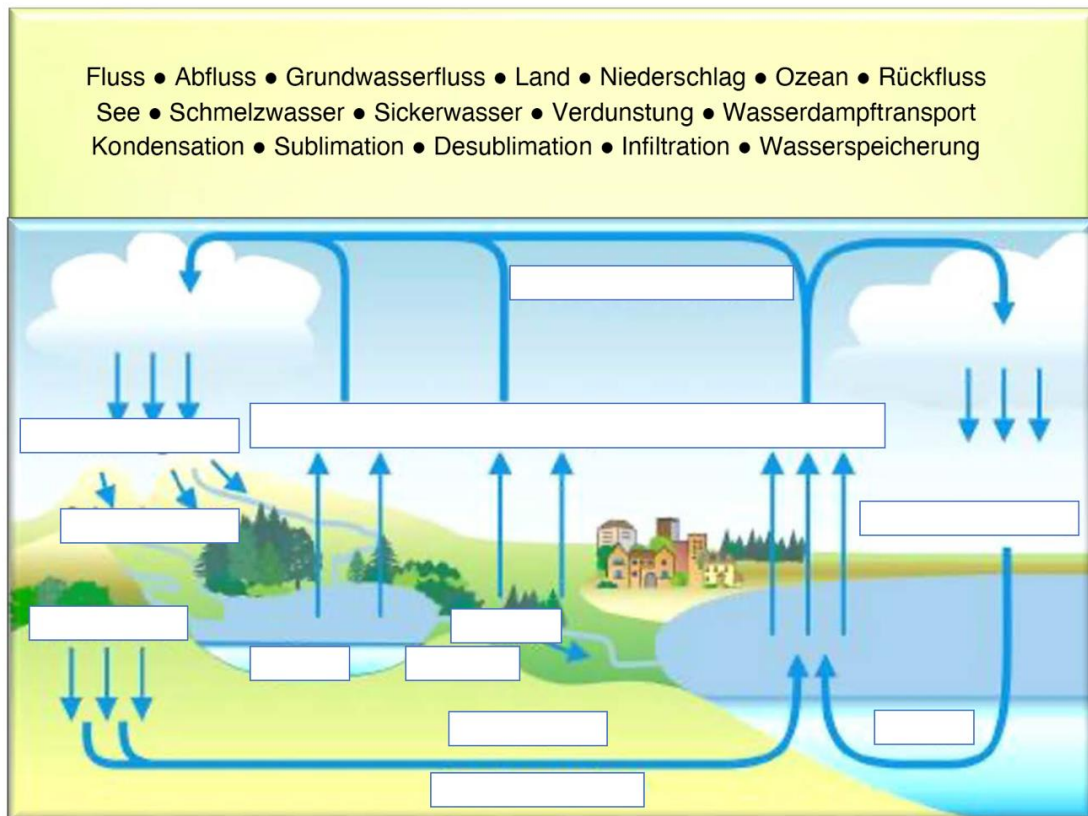 Fluss ● Abfluss ● Grundwasserfluss ● Land ● Niederschlag ● Ozean ● Rückfluss
See ● Schmelzwasser ● Sickerwasser ● Verdunstung ● Wasserdampftransport
Kondensation ● Sublimation ● Desublimation ● Infiltration ● Wasserspeicherung